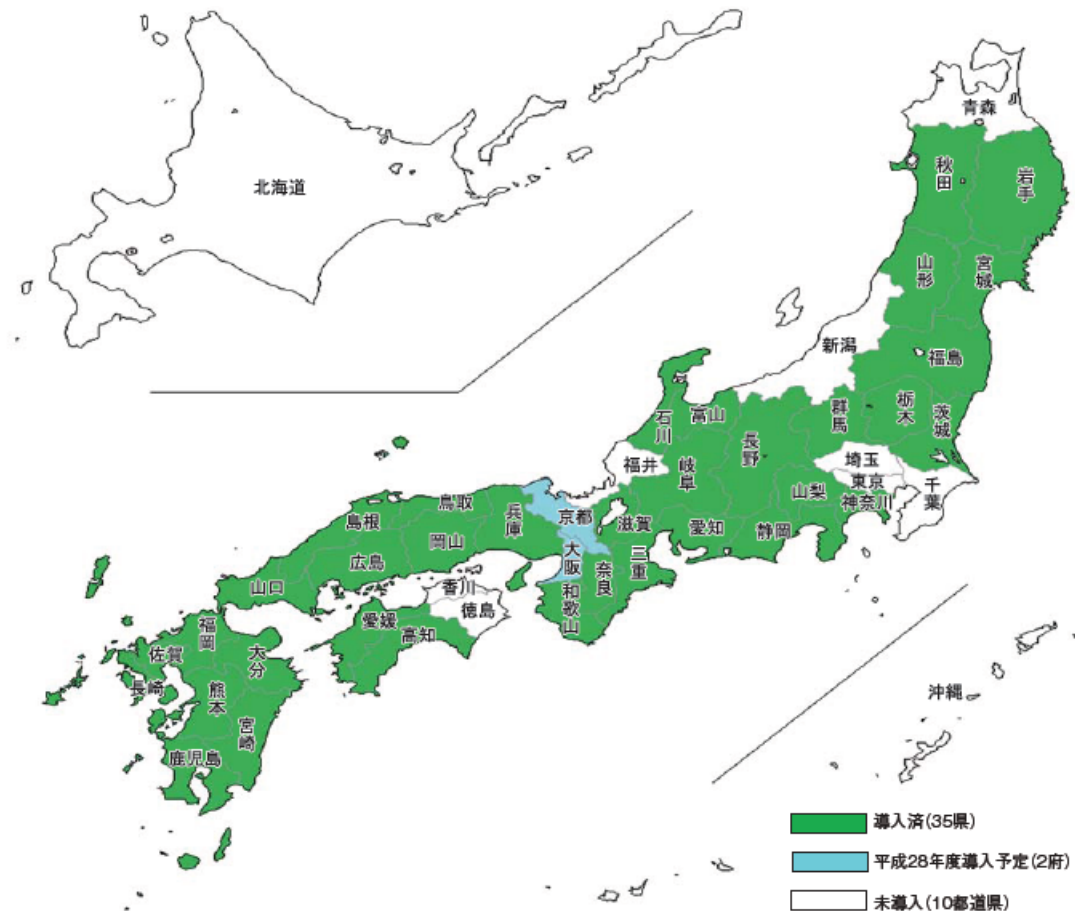 北海道
青森
秋田
岩手
山形
宮城
新潟
福島
石川
富山
長野
群馬
栃木
茨城
福井
岐阜
埼玉
東京
千葉
山梨
神奈川
鳥取
兵庫
京都
滋賀
愛知
静岡
島根
岡山
大阪
奈良
三重
広島
山口
香川
徳島
和歌山
愛媛
高知
福岡
佐賀
大分
長崎
熊本
宮崎
鹿児島
沖縄
導入済(35県)
平成28年度導入予定(2府)
未導入(10都道県)